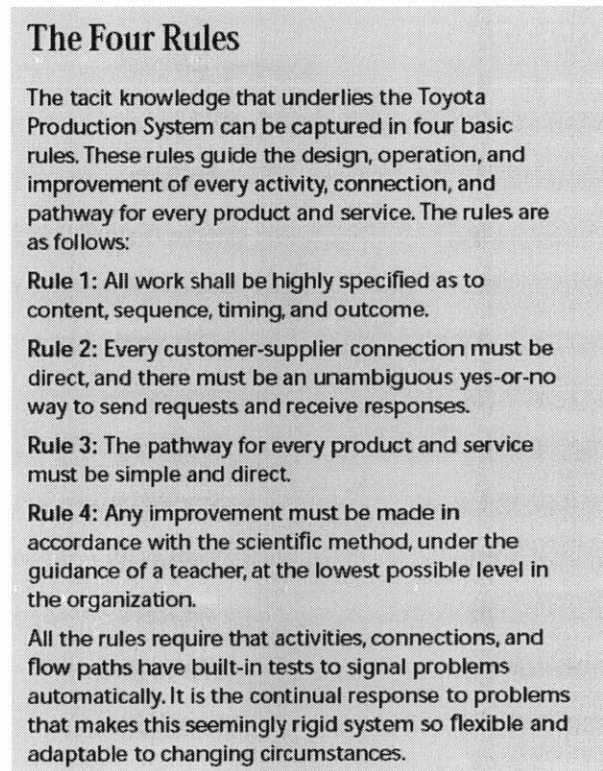 The Four Rules
The tacit knowledge that underlies the Toyota
Production System can be captured in four basic
rules. These rules guide the design, operation, and
improvement of every activity, connection, and
pathway for every product and service. The rules are
as follows:
Rule 1: All work shall be highly specified as to
content, sequence, timing, and outcome.
Rule 2: Every customer-supplier connection must be
direct, and there must be an unambiguous yes-or-no
way to send requests and receive responses.
Rule 3: The pathway for every product and service
must be simple and direct.
Rule 4: Any improvement must be made in
accordance with the scientific method, under the
guidance of a teacher, at the lowest possible level in
the organization.
All the rules require that activities, connections, and
flow paths have built-in tests to signal problems
automatically. It is the continual response to problems
that makes this seemingly rigid system so flexible and
adaptable to changing circumstances.